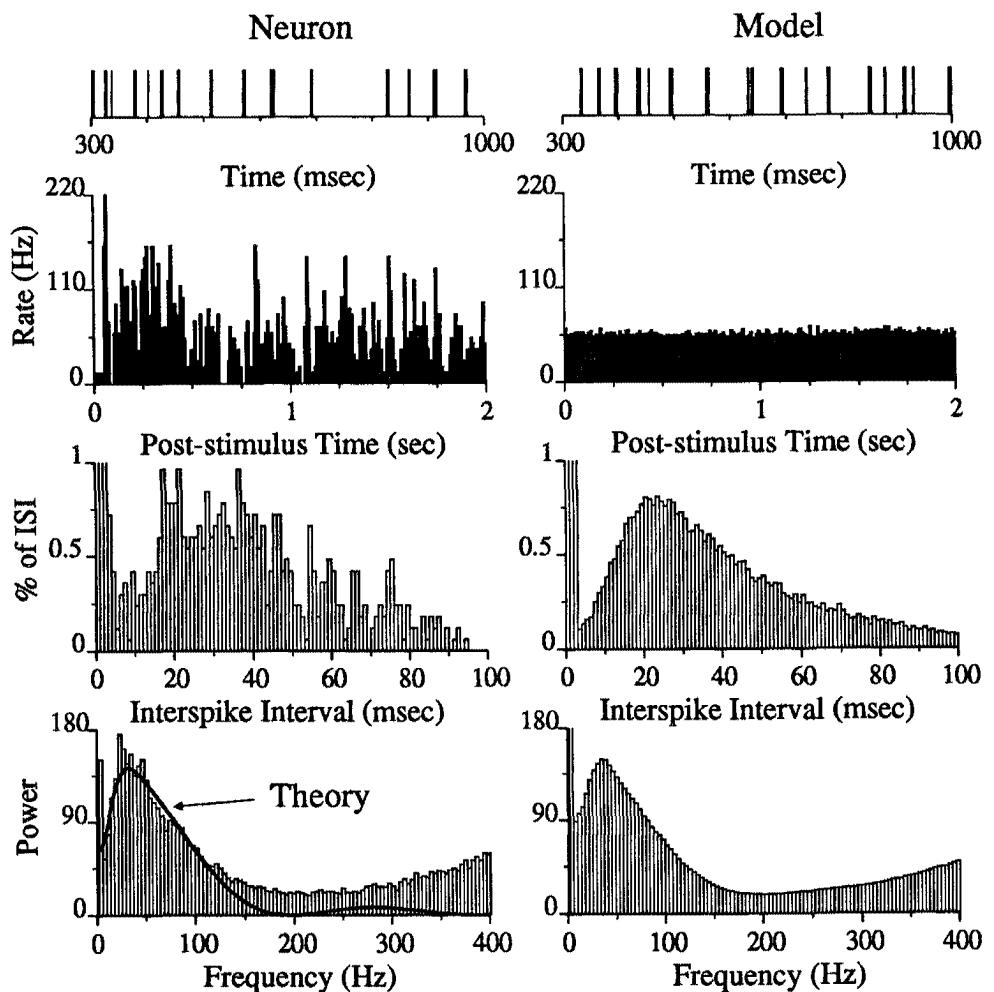 Neuron
Model
300 1000
300 1000
Time (msec)
Time (msec)
220
110
0
Rate (Hz)
0 1 2
220
110
0
0 1 2
Post-stimulus Time (sec)
Post-stimulus Time (sec)
1
0.5
0
% of ISI
0 20 40 60 80 100
1
0.5
0
0 20 40 60 80 100
Interspike Interval (msec)
Interspike Interval (msec)
180
90
0
Power
Theory
0 100 200 300 400
180
90
0
0 100 200 300 400
Frequency (Hz)
Frequency (Hz)